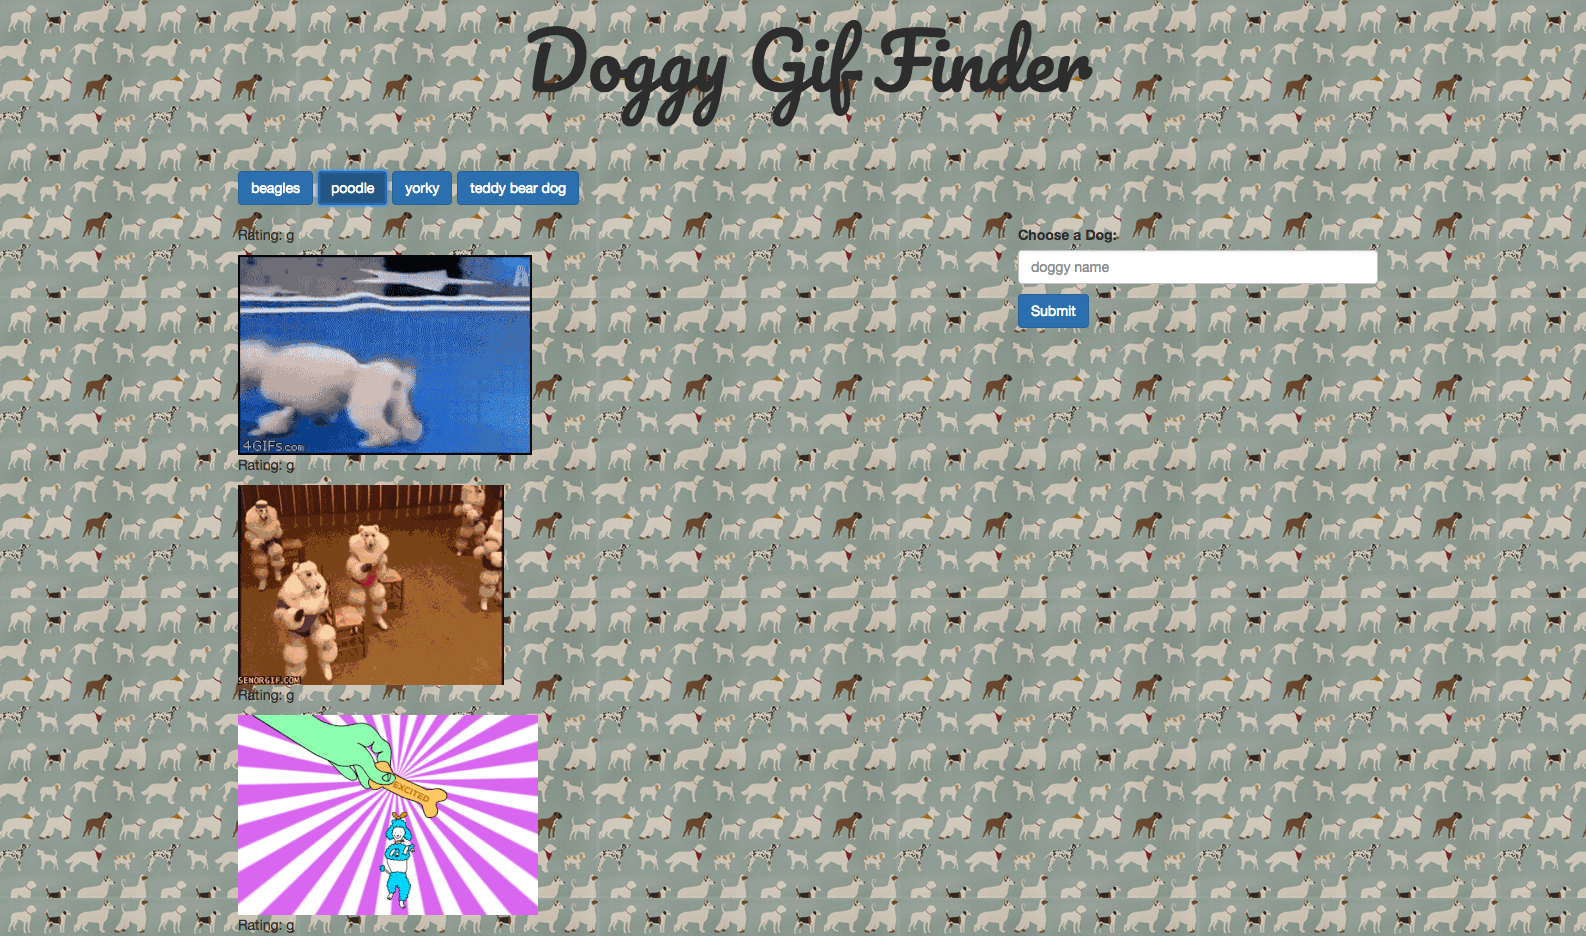 Doggy Gif Finder
beagles poodle yorky teddy bear dog
Rating: g
4GIFs.com
Rating: g
SENORGIF.COM
Rating: g
EXCITED
Rating: g
Choose a Dog:
doggy name
Submit